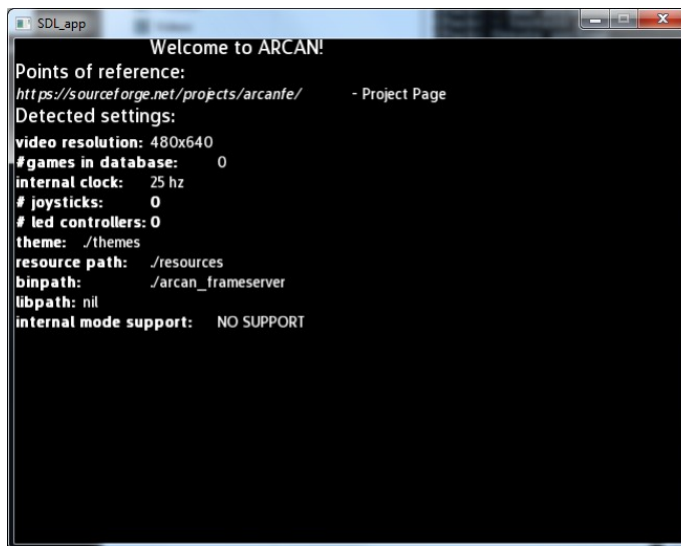 SDL_app
Welcome to ARCAN!
Points of reference:
https://sourceforge.net/projects/arcanfe/ - Project Page
Detected settings:
video resolution: 480x640
#games in database: 0
internal clock: 25 hz
# joysticks: 0
# led controllers: 0
theme: ./themes
resource path: ./resources
binpath: ./arcan_frameserver
libpath: nil
internal mode support: NO SUPPORT